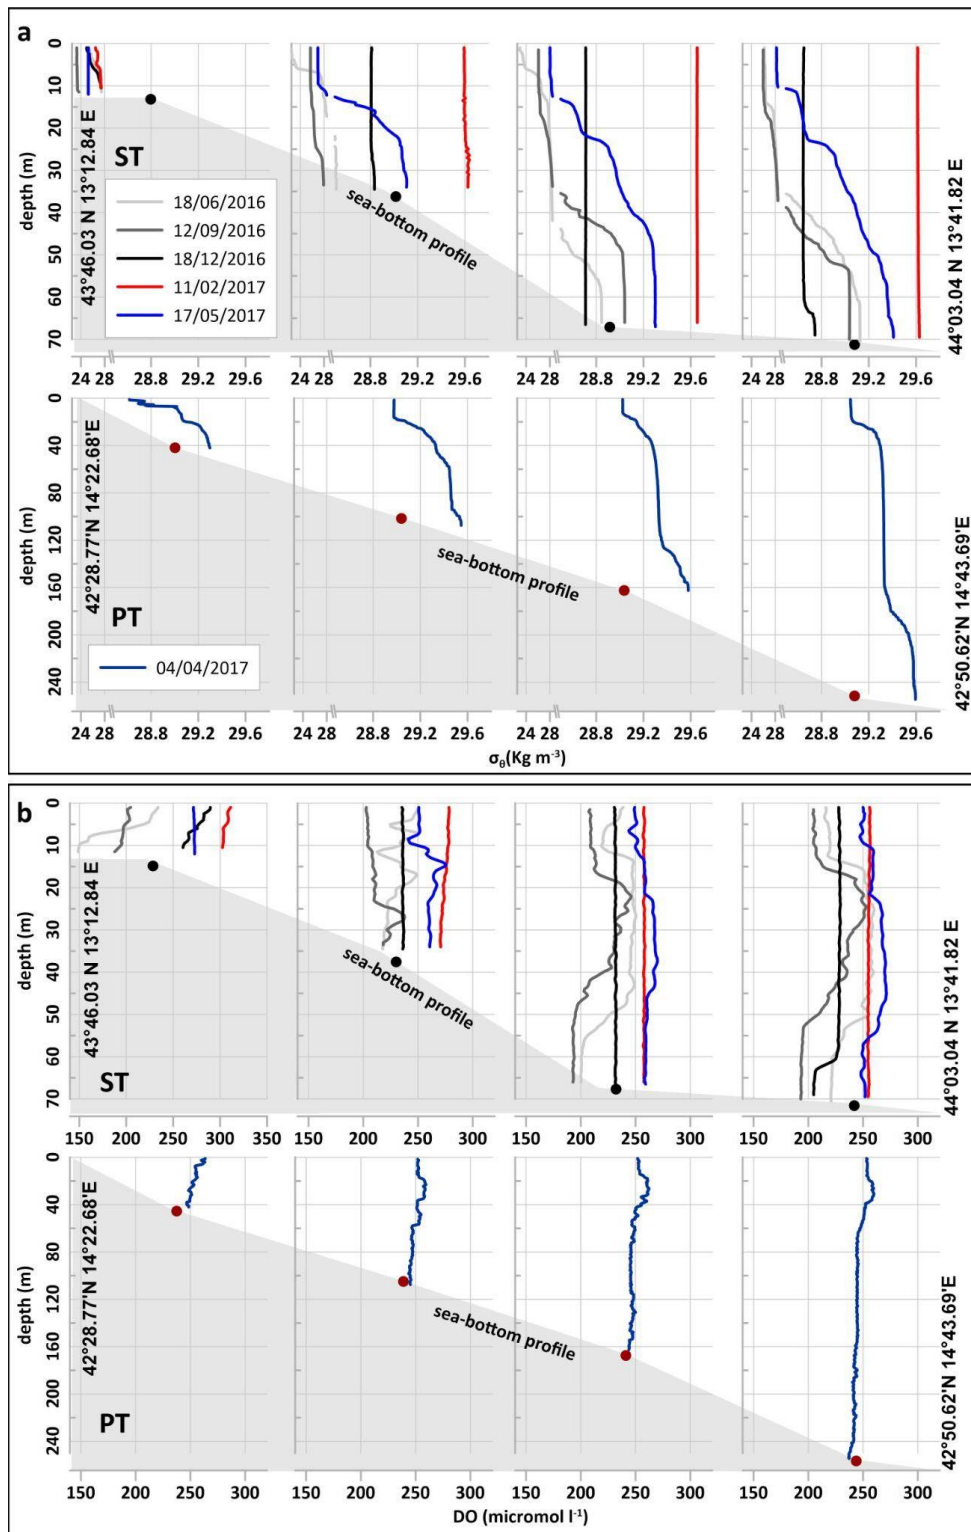 a
0
10
20
30
40
50
60
70
depth (m)
43°46.03 N 13°12.84 E
ST
18/06/2016
12/09/2016
18/12/2016
11/02/2017
17/05/2017
sea-bottom profile
44°03.04 N 13°41.82 E
24 28 28.8 29.2 29.6 24 28 28.8 29.2 29.6 24 28 28.8 29.2 29.6 24 28 28.8 29.2 29.6
0
40
80
120
160
200
240
depth (m)
42°28.77'N 14°22.68'E
PT
04/04/2017
sea-bottom profile
42°50.62'N 14°43.69'E
24 28 28.8 29.2 29.6 24 28 28.8 29.2 29.6 24 28 28.8 29.2 29.6 24 28 28.8 29.2 29.6
σθ(Kg m-3)
b
0
10
20
30
40
50
60
70
depth (m)
43°46.03 N 13°12.84 E
ST
sea-bottom profile
44°03.04 N 13°41.82 E
150 200 250 300 350 150 200 250 300 150 200 250 300 150 200 250 300
0
40
80
120
160
200
240
depth (m)
42°28.77'N 14°22.68'E
PT
sea-bottom profile
42°50.62'N 14°43.69'E
150 200 250 300 150 200 250 300 150 200 250 300 150 200 250 300
DO (micromol l-1)